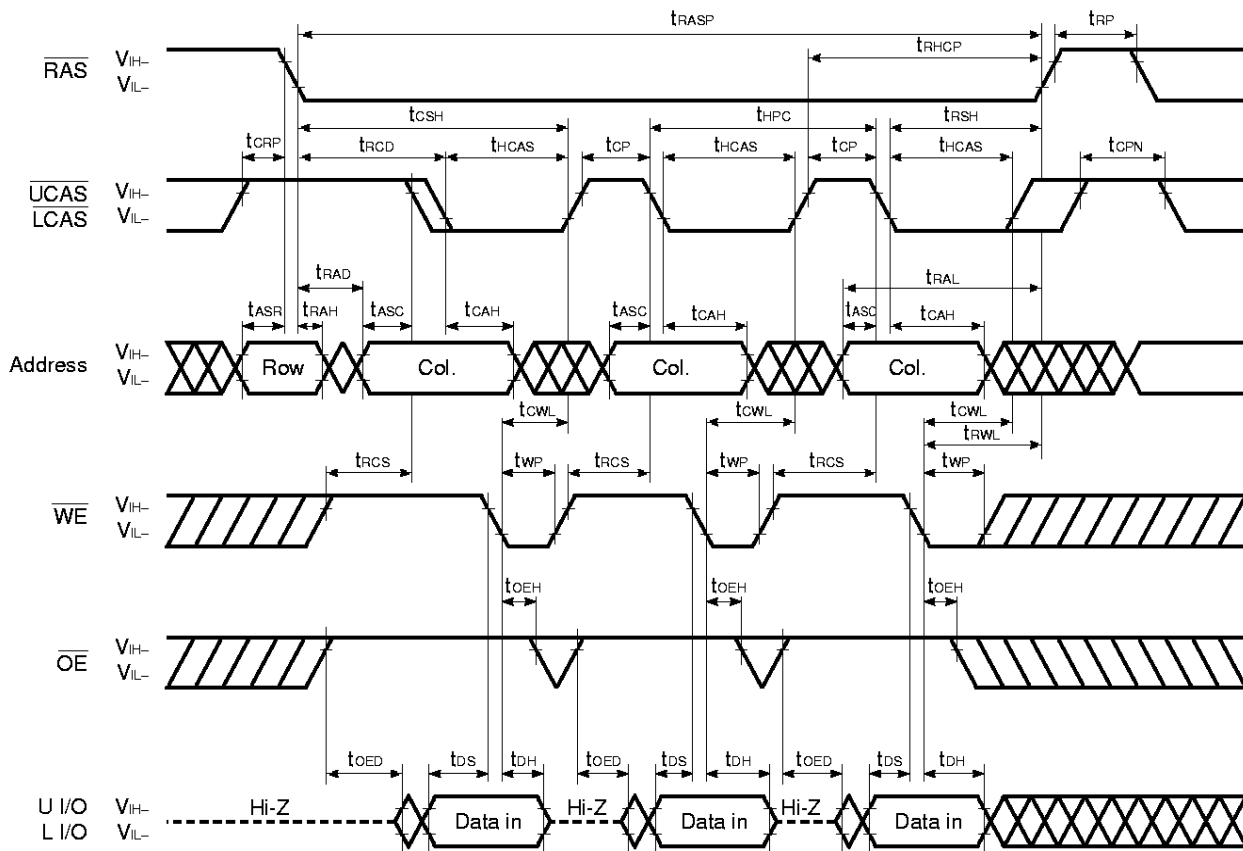 tRASP
tRP
tRHCP
RAS
VIH–
VIL–
tCSH
tHPC
tRSH
tCRP
tRCD
tHCAS
tCP
tHCAS
tCP
tHCAS
tCPN
UCAS
LCAS
VIH–
VIL–
tRAD
tRAL
tASR
tRAH
tASC
tCAH
tASC
tCAH
tASC
tCAH
Address
VIH–
VIL–
Row
Col.
Col.
Col.
tCWL
tCWL
tCWL
tRWL
tRCS
tWP
tRCS
tWP
tRCS
tWP
WE
VIH–
VIL–
tOEH
tOEH
tOEH
OE
VIH–
VIL–
tOED
tDS
tDH
tOED
tDS
tDH
tOED
tDS
tDH
U I/O
L I/O
VIH–
VIL–
Hi-Z
Data in
Hi-Z
Data in
Hi-Z
Data in